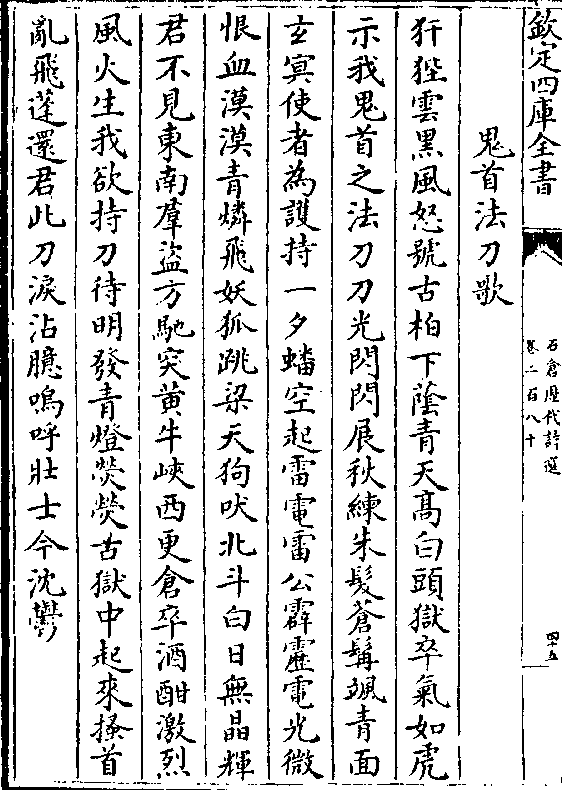 欽定四庫全書
石倉歷代詩選
卷二百八十
四十五
鬼首法刀歌
犴狴雲黑風怒號古柏下蔭青天高白頭獄卒氣如虎
示我鬼首之法刀刀光閃閃展秋練朱髮蒼髯颯青面
玄冥使者為護持一夕蟠空起雷電雷公霹靂電光微
恨血漠漠青燐飛妖狐跳梁天狗吠北斗白日無晶輝
君不見東南羣盜方馳突黄牛峽西更倉卒酒酣激烈
風火生我欲持刀待明發青燈熒熒古獄中起來搔首
亂飛蓬還君此刀淚沾臆嗚呼壯士今沈鬱